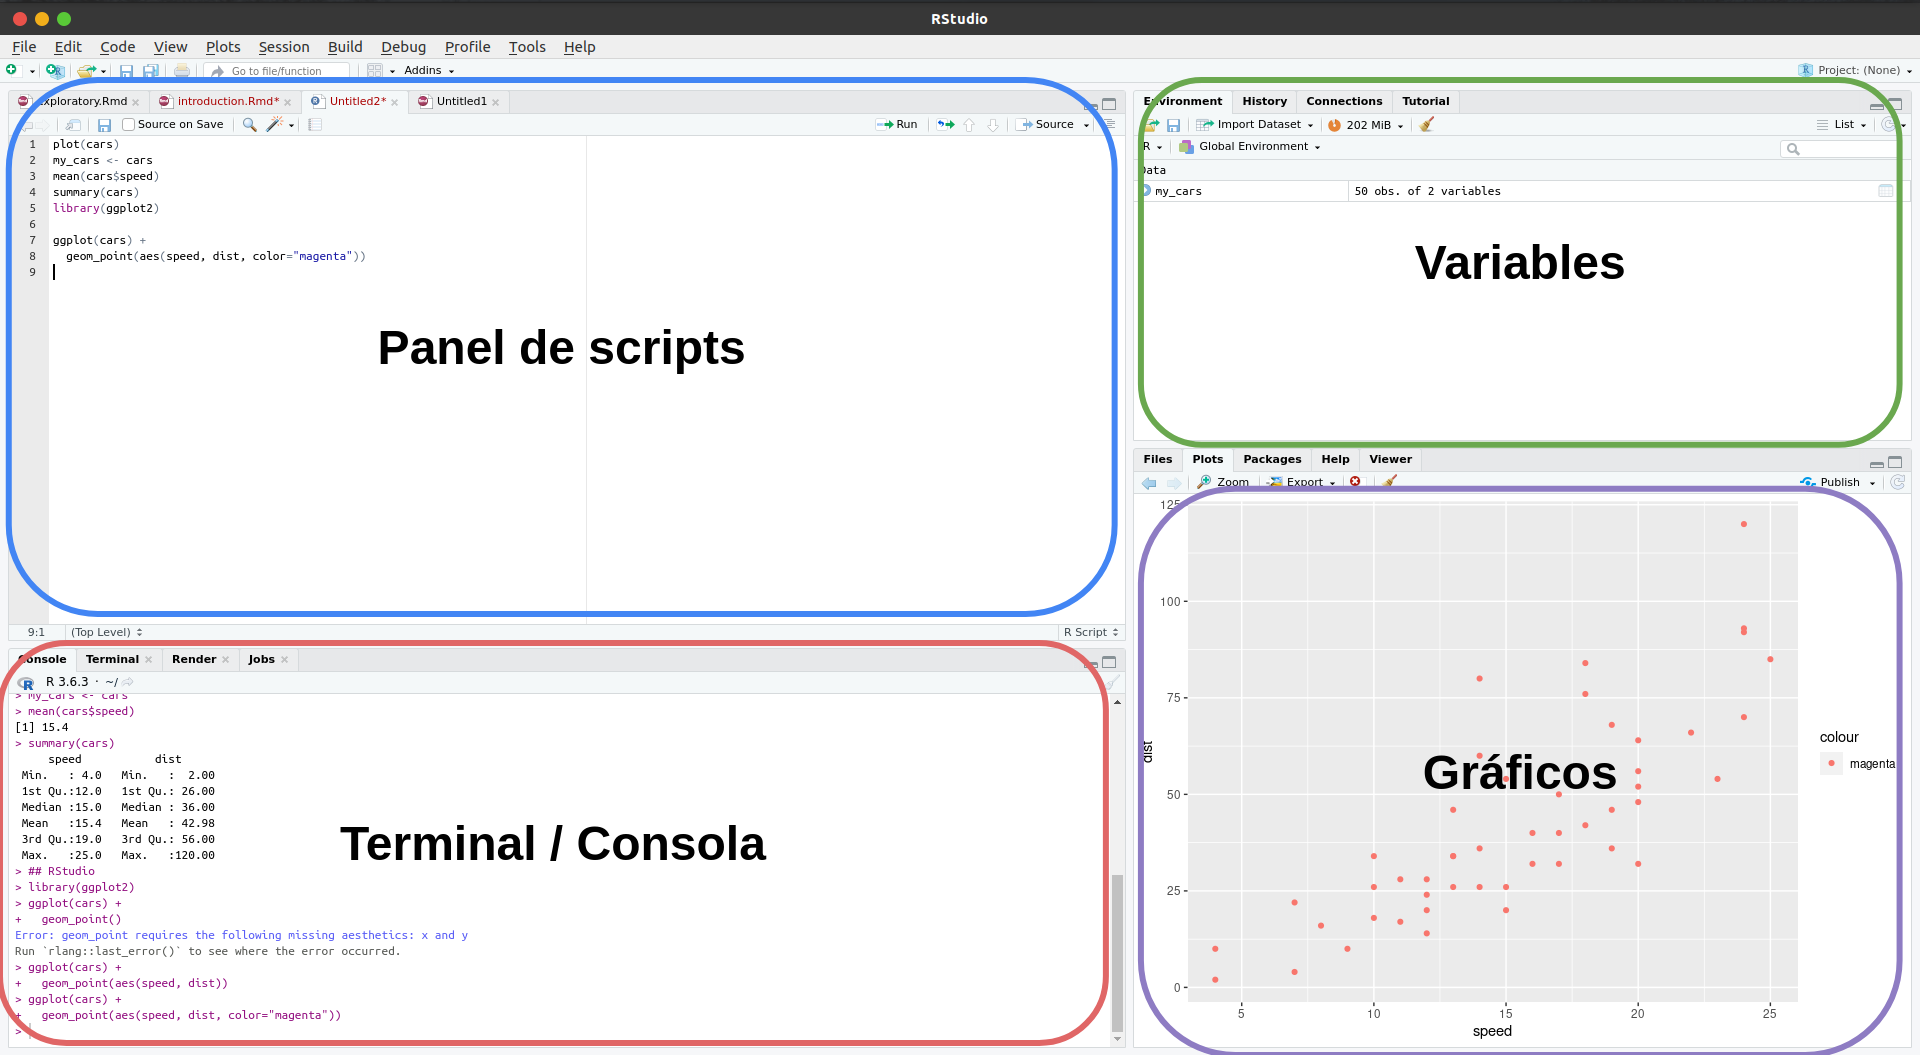 RStudio
File Edit Code View Plots Session Build Debug Profile Tools Help
Go to file/function Addins Project: (None)
exploratory.Rmd introduction.Rmd* Untitled2* Untitled1
Source on Save Run Source
1 plot(cars)
2 my_cars <- cars
3 mean(cars$speed)
4 summary(cars)
5 library(ggplot2)
6
7 ggplot(cars) +
8 geom_point(aes(speed, dist, color="magenta"))
9
Panel de scripts
9:1 (Top Level) R Script
Console Terminal Render Jobs
R 3.6.3 · ~/
> my_cars <- cars
> mean(cars$speed)
[1] 15.4
> summary(cars)
speed dist
Min. : 4.0 Min. : 2.00
1st Qu.:12.0 1st Qu.: 26.00
Median :15.0 Median : 36.00
Mean :15.4 Mean : 42.98
3rd Qu.:19.0 3rd Qu.: 56.00
Max. :25.0 Max. :120.00
> ## RStudio
> library(ggplot2)
> ggplot(cars) +
+ geom_point()
Error: geom_point requires the following missing aesthetics: x and y
Run `rlang::last_error()` to see where the error occurred.
> ggplot(cars) +
+ geom_point(aes(speed, dist))
> ggplot(cars) +
+ geom_point(aes(speed, dist, color="magenta"))
>
Terminal / Consola
Environment History Connections Tutorial
Import Dataset 202 MiB List
R Global Environment
Data
my_cars 50 obs. of 2 variables
Variables
Files Plots Packages Help Viewer
Zoom Export Publish
125
100
75
50
25
0
dist
5 10 15 20 25
speed
colour
magenta
Gráficos